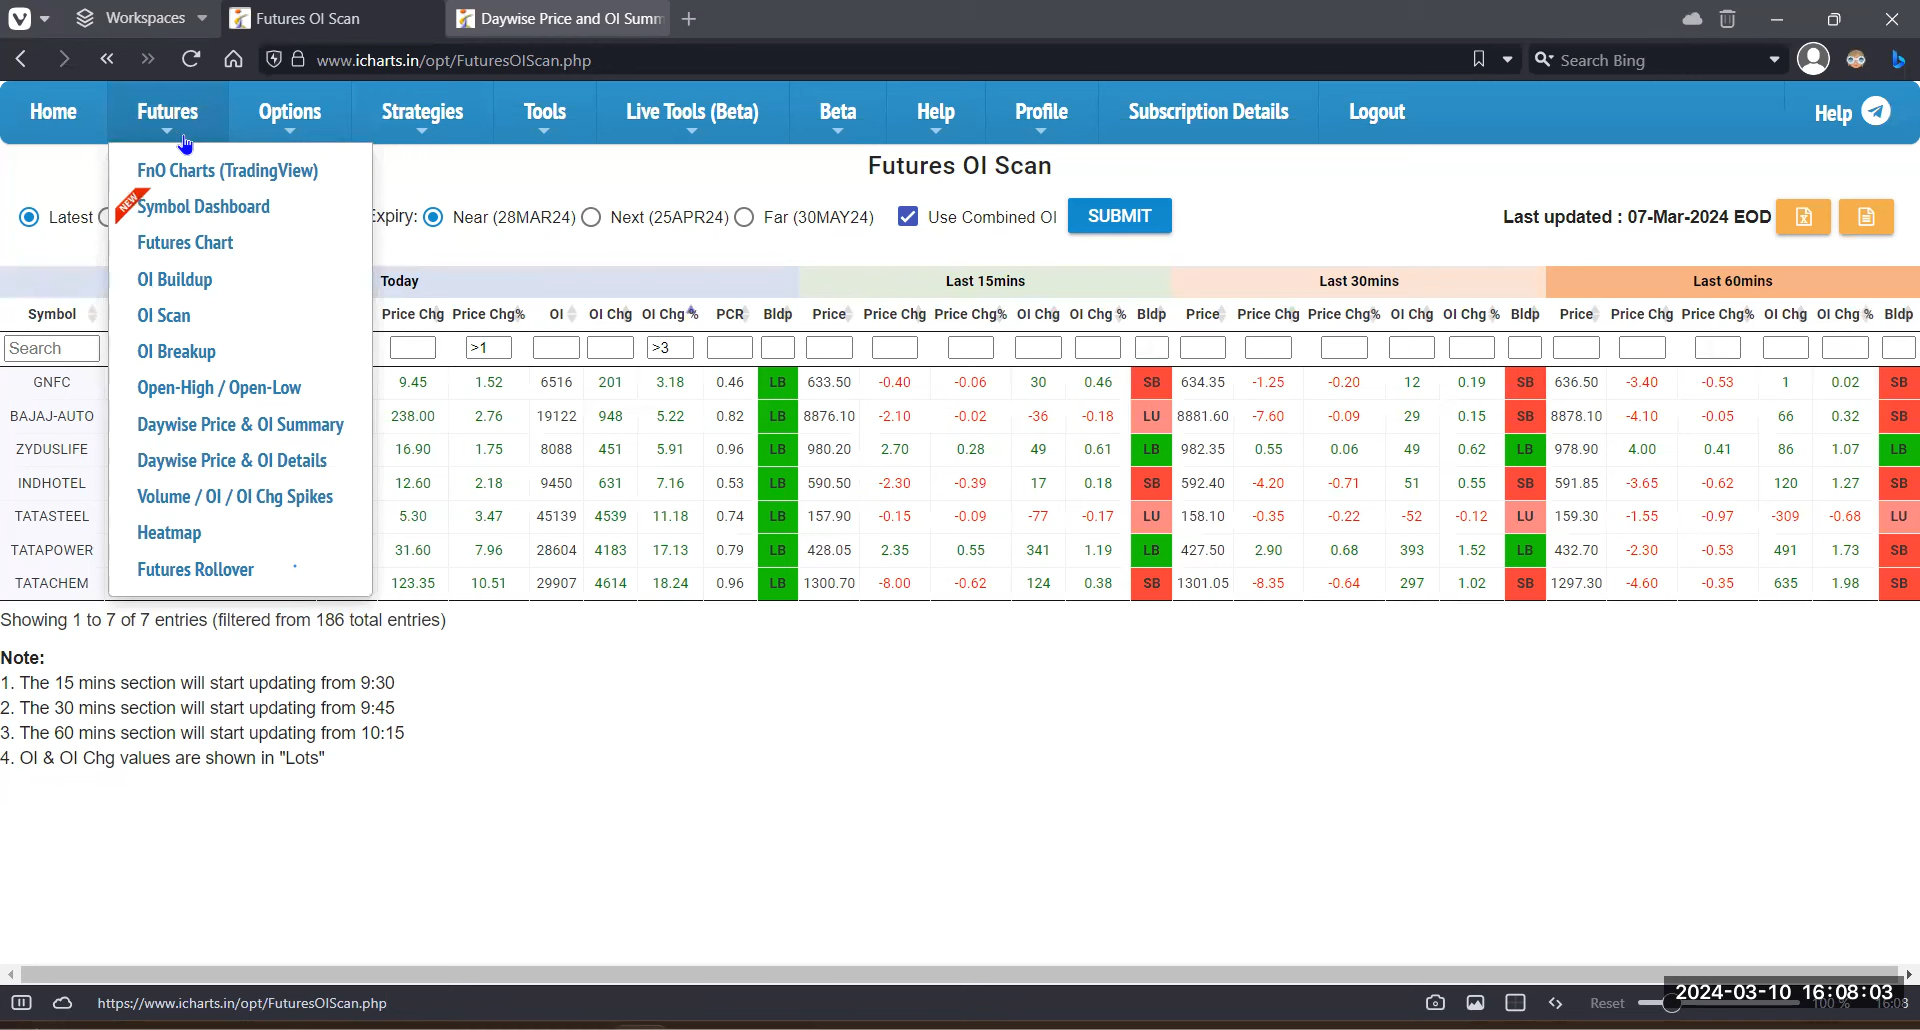 Workspaces
Futures OI Scan
Daywise Price and OI Summ
www.icharts.in/opt/FuturesOIScan.php
Search Bing
Home Futures Options Strategies Tools Live Tools (Beta) Beta Help Profile Subscription Details Logout Help
FnO Charts (TradingView)
NEW
Symbol Dashboard
Futures Chart
OI Buildup
OI Scan
OI Breakup
Open-High / Open-Low
Daywise Price & OI Summary
Daywise Price & OI Details
Volume / OI / OI Chg Spikes
Heatmap
Futures Rollover
Futures OI Scan
Latest Expiry: Near (28MAR24) Next (25APR24) Far (30MAY24) Use Combined OI SUBMIT Last updated : 07-Mar-2024 EOD
Today Last 15mins Last 30mins Last 60mins
Symbol Price Chg Price Chg% OI OI Chg OI Chg % PCR Bldp Price Price Chg Price Chg% OI Chg OI Chg % Bldp Price Price Chg Price Chg% OI Chg OI Chg % Bldp Price Price Chg Price Chg% OI Chg OI Chg % Bldp
Search >1 >3
GNFC 9.45 1.52 6516 201 3.18 0.46 LB 633.50 -0.40 -0.06 30 0.46 SB 634.35 -1.25 -0.20 12 0.19 SB 636.50 -3.40 -0.53 1 0.02 SB
BAJAJ-AUTO 238.00 2.76 19122 948 5.22 0.82 LB 8876.10 -2.10 -0.02 -36 -0.18 LU 8881.60 -7.60 -0.09 29 0.15 SB 8878.10 -4.10 -0.05 66 0.32 SB
ZYDUSLIFE 16.90 1.75 8088 451 5.91 0.96 LB 980.20 2.70 0.28 49 0.61 LB 982.35 0.55 0.06 49 0.62 LB 978.90 4.00 0.41 86 1.07 LB
INDHOTEL 12.60 2.18 9450 631 7.16 0.53 LB 590.50 -2.30 -0.39 17 0.18 SB 592.40 -4.20 -0.71 51 0.55 SB 591.85 -3.65 -0.62 120 1.27 SB
TATASTEEL 5.30 3.47 45139 4539 11.18 0.74 LB 157.90 -0.15 -0.09 -77 -0.17 LU 158.10 -0.35 -0.22 -52 -0.12 LU 159.30 -1.55 -0.97 -309 -0.68 LU
TATAPOWER 31.60 7.96 28604 4183 17.13 0.79 LB 428.05 2.35 0.55 341 1.19 LB 427.50 2.90 0.68 393 1.52 LB 432.70 -2.30 -0.53 491 1.73 SB
TATACHEM 123.35 10.51 29907 4614 18.24 0.96 LB 1300.70 -8.00 -0.62 124 0.38 SB 1301.05 -8.35 -0.64 297 1.02 SB 1297.30 -4.60 -0.35 635 1.98 SB
Showing 1 to 7 of 7 entries (filtered from 186 total entries)
Note:
1. The 15 mins section will start updating from 9:30
2. The 30 mins section will start updating from 9:45
3. The 60 mins section will start updating from 10:15
4. OI & OI Chg values are shown in "Lots"
https://www.icharts.in/opt/FuturesOIScan.php
Reset
2024-03-10 16:08:03
100 % 16:08